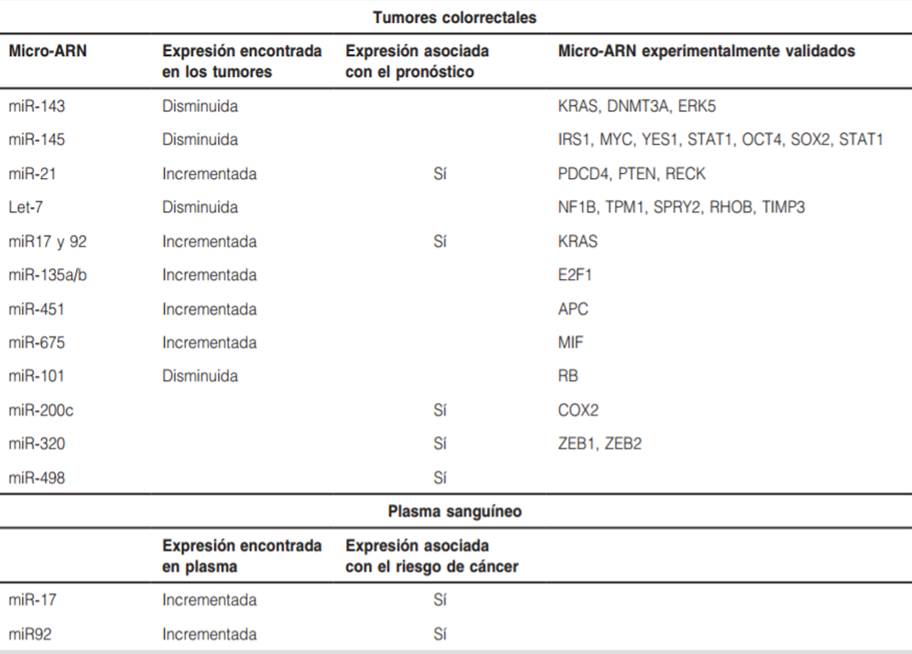 Tumores colorrectales
Micro-ARN Expresión encontrada en los tumores Expresión asociada con el pronóstico Micro-ARN experimentalmente validados
miR-143 Disminuida KRAS, DNMT3A, ERK5
miR-145 Disminuida IRS1, MYC, YES1, STAT1, OCT4, SOX2, STAT1
miR-21 Incrementada Sí PDCD4, PTEN, RECK
Let-7 Disminuida NF1B, TPM1, SPRY2, RHOB, TIMP3
miR17 y 92 Incrementada Sí KRAS
miR-135a/b Incrementada E2F1
miR-451 Incrementada APC
miR-675 Incrementada MIF
miR-101 Disminuida RB
miR-200c Sí COX2
miR-320 Sí ZEB1, ZEB2
miR-498 Sí
Plasma sanguíneo
Expresión encontrada en plasma Expresión asociada con el riesgo de cáncer
miR-17 Incrementada Sí
miR92 Incrementada Sí